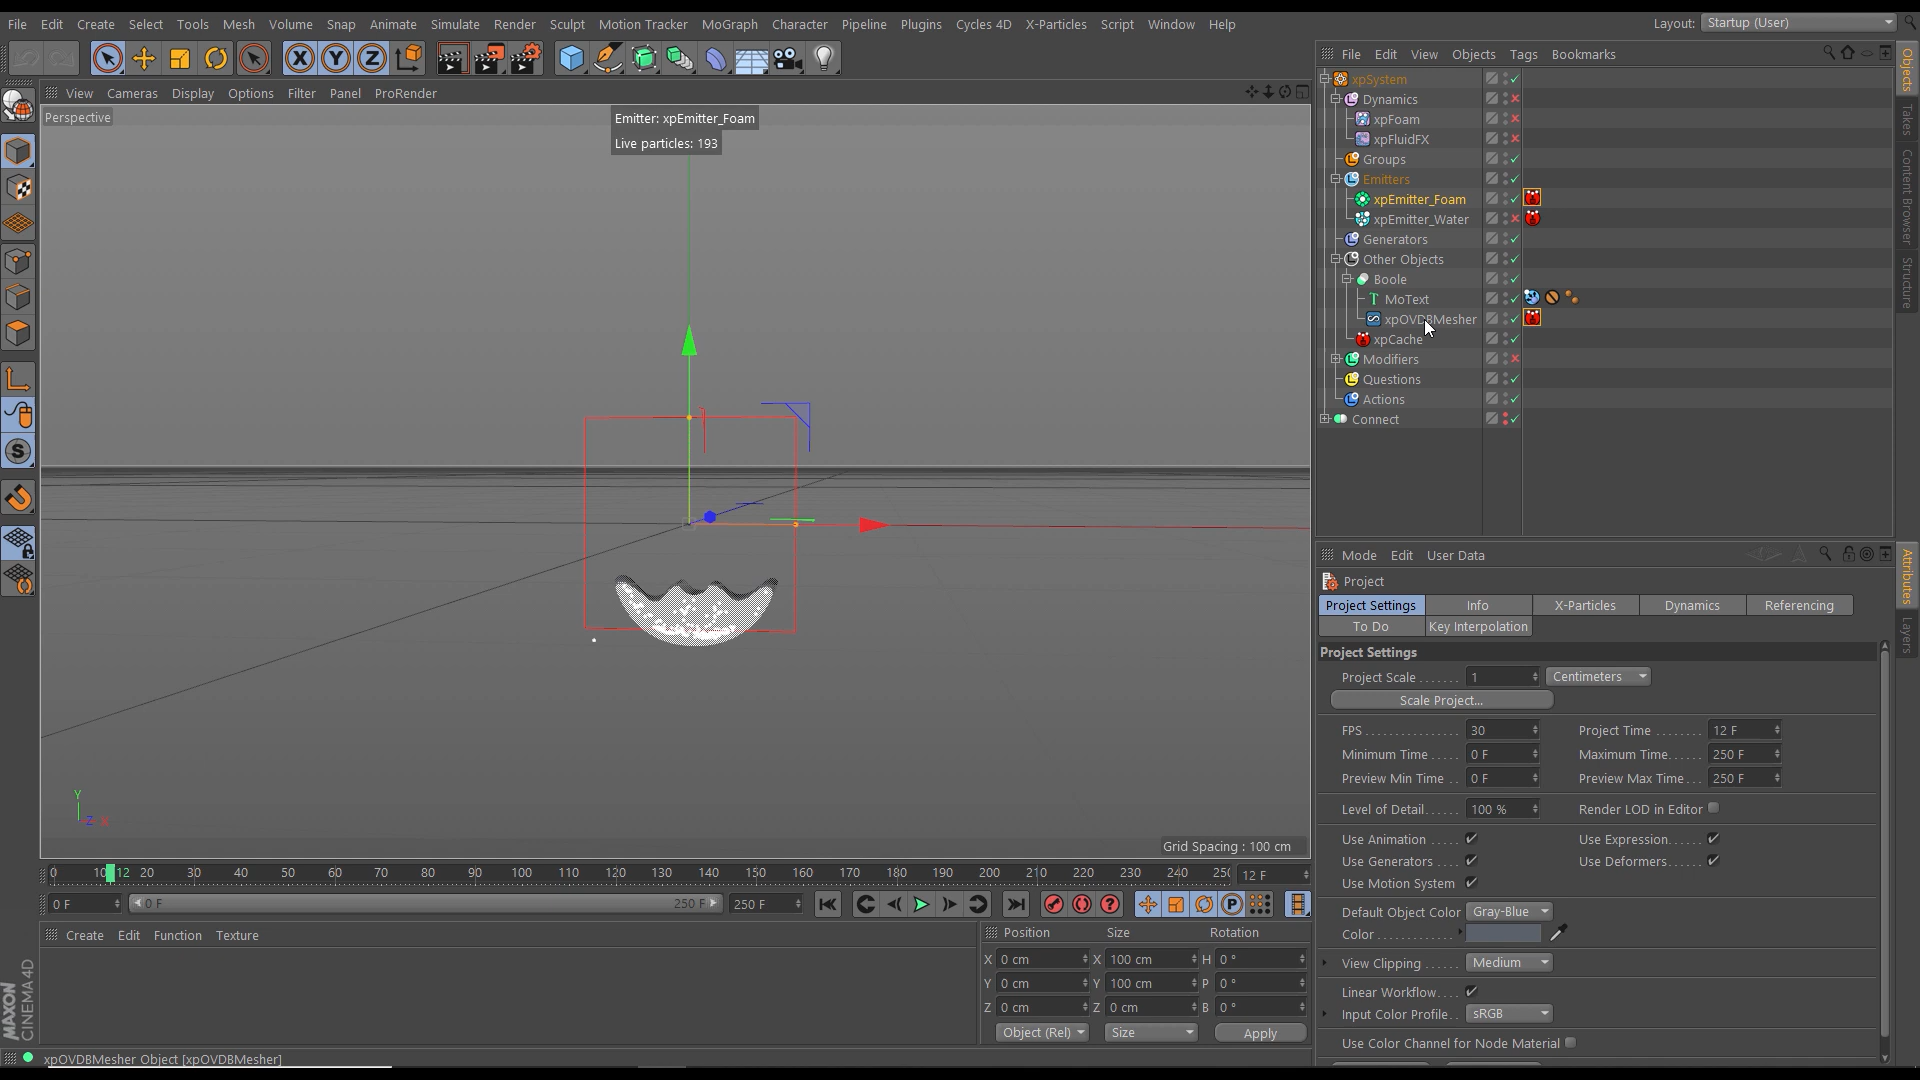 File Edit Create Select Tools Mesh Volume Snap Animate Simulate Render Sculpt Motion Tracker MoGraph Character Pipeline Plugins Cycles 4D X-Particles Script Window Help Layout: Startup (User)
View Cameras Display Options Filter Panel ProRender
Perspective
Emitter: xpEmitter_Foam
Live particles: 193
Y
Z X
Grid Spacing : 100 cm
File Edit View Objects Tags Bookmarks
xpSystem
Dynamics
xpFoam
xpFluidFX
Groups
Emitters
xpEmitter_Foam
xpEmitter_Water
Generators
Other Objects
Boole
MoText
xpOVDBMesher
xpCache
Modifiers
Questions
Actions
Connect
Objects
Takes
Content Browser
Structure
Mode Edit User Data
Project
Project Settings Info X-Particles Dynamics Referencing
To Do Key Interpolation
Project Settings
Project Scale 1 Centimeters
Scale Project...
FPS 30 Project Time 12 F
Minimum Time 0 F Maximum Time 250 F
Preview Min Time 0 F Preview Max Time 250 F
Level of Detail 100 % Render LOD in Editor
Use Animation Use Expression
Use Generators Use Deformers
Use Motion System
Default Object Color Gray-Blue
Color
View Clipping Medium
Linear Workflow
Input Color Profile sRGB
Use Color Channel for Node Material
Attributes
Layers
0 10 12 20 30 40 50 60 70 80 90 100 110 120 130 140 150 160 170 180 190 200 210 220 230 240 12 F
0 F 0 F 250 F 250 F
Create Edit Function Texture
Position Size Rotation
X 0 cm X 100 cm H 0 °
Y 0 cm Y 100 cm P 0 °
Z 0 cm Z 0 cm B 0 °
Object (Rel) Size Apply
MAXON
CINEMA 4D
xpOVDBMesher Object [xpOVDBMesher]